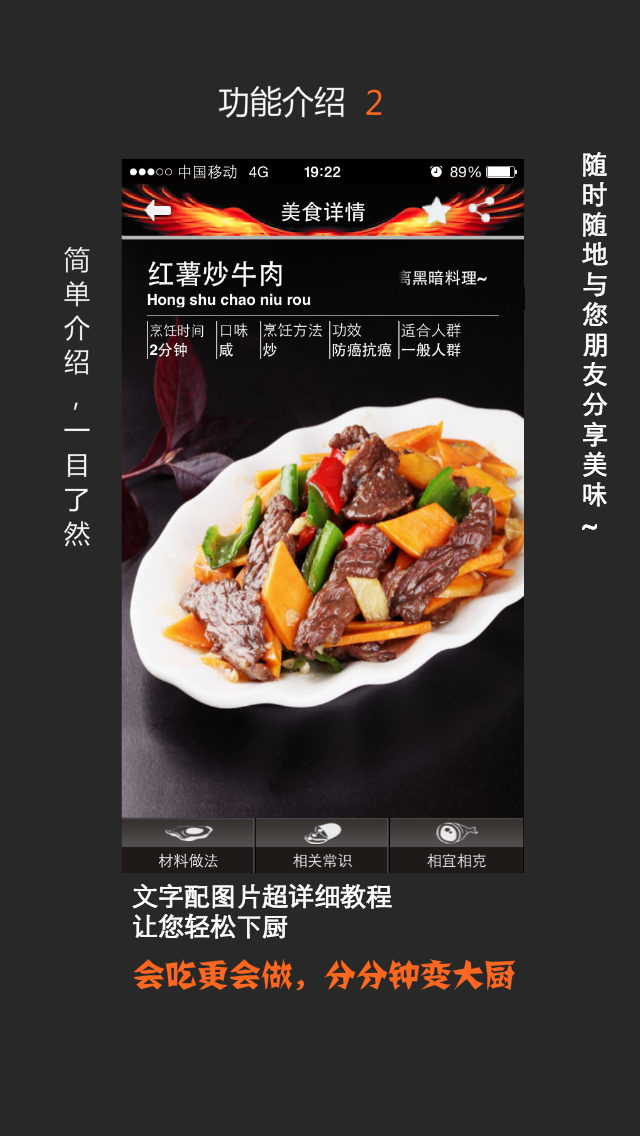 功能介绍 2
中国移动 4G 19:22 89%
美食详情
红薯炒牛肉
离黑暗料理~
Hong shu chao niu rou
烹饪时间 口味 烹饪方法 功效 适合人群
2分钟 咸 炒 防癌抗癌 一般人群
简单介绍,一目了然
随时随地与您朋友分享美味~
材料做法 相关常识 相宜相克
文字配图片超详细教程
让您轻松下厨
会吃更会做，分分钟变大厨